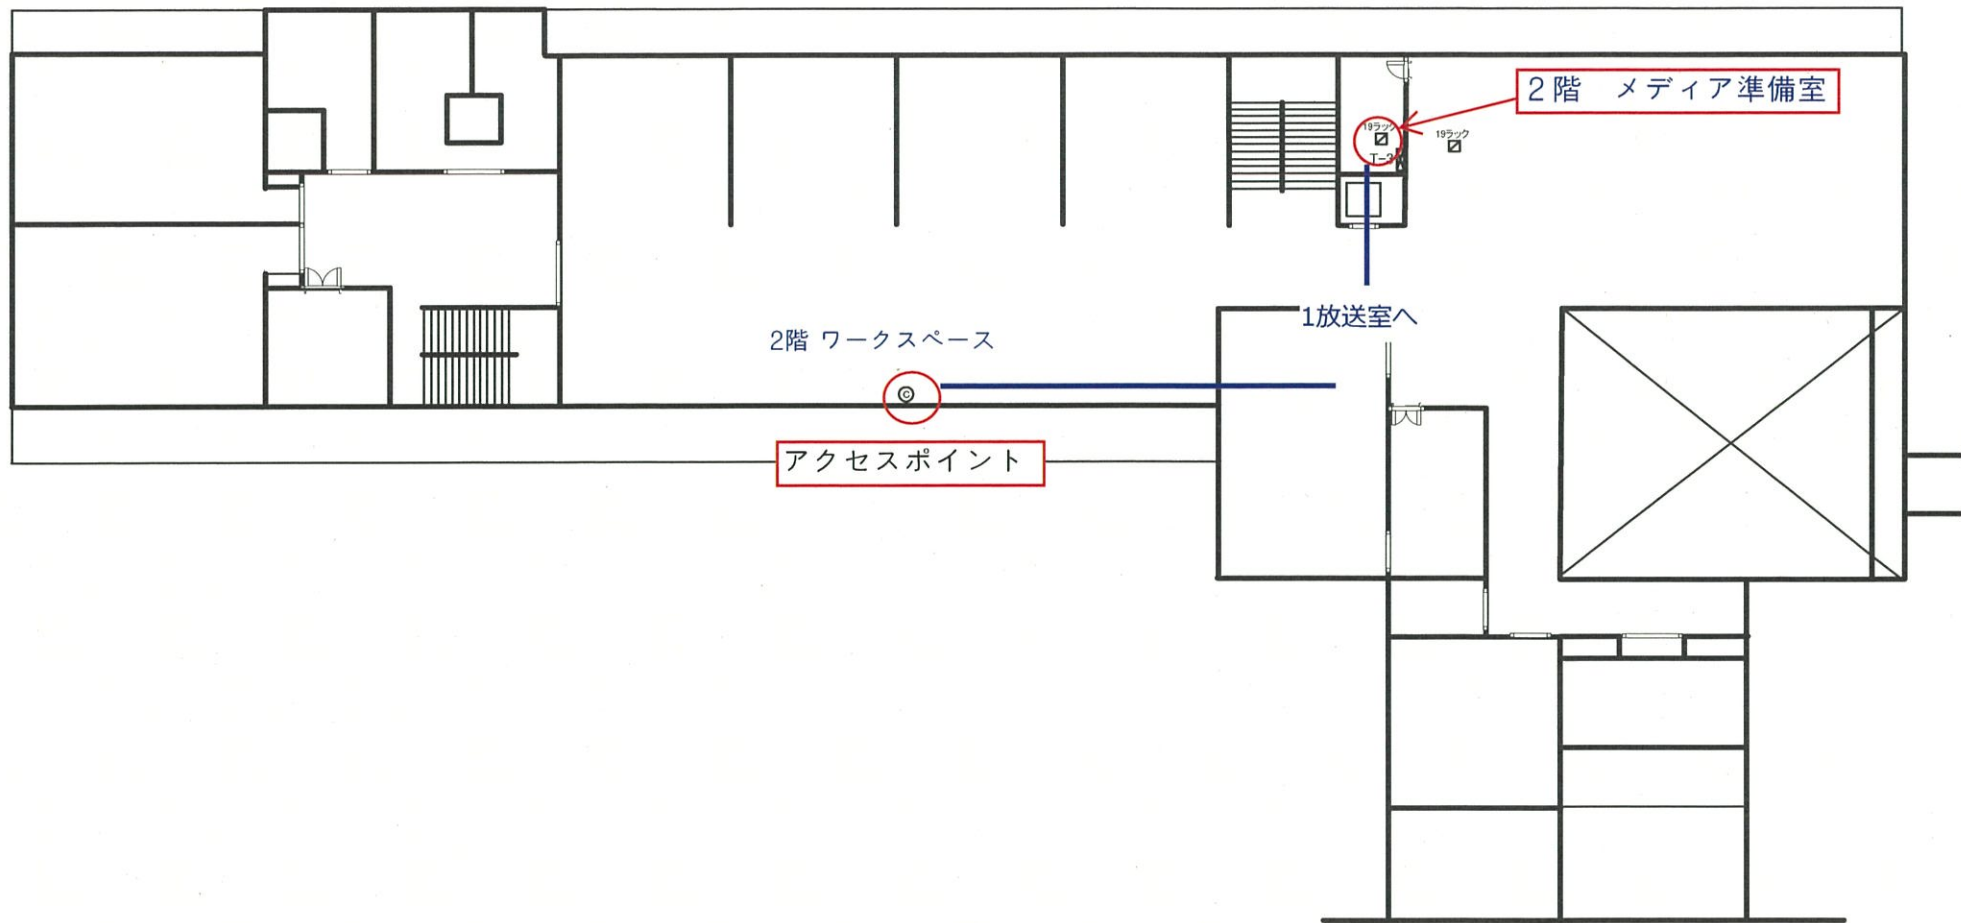 2階　メディア準備室
19ラック
19ラック
T-3
1放送室へ
2階 ワークスペース
©
アクセスポイント